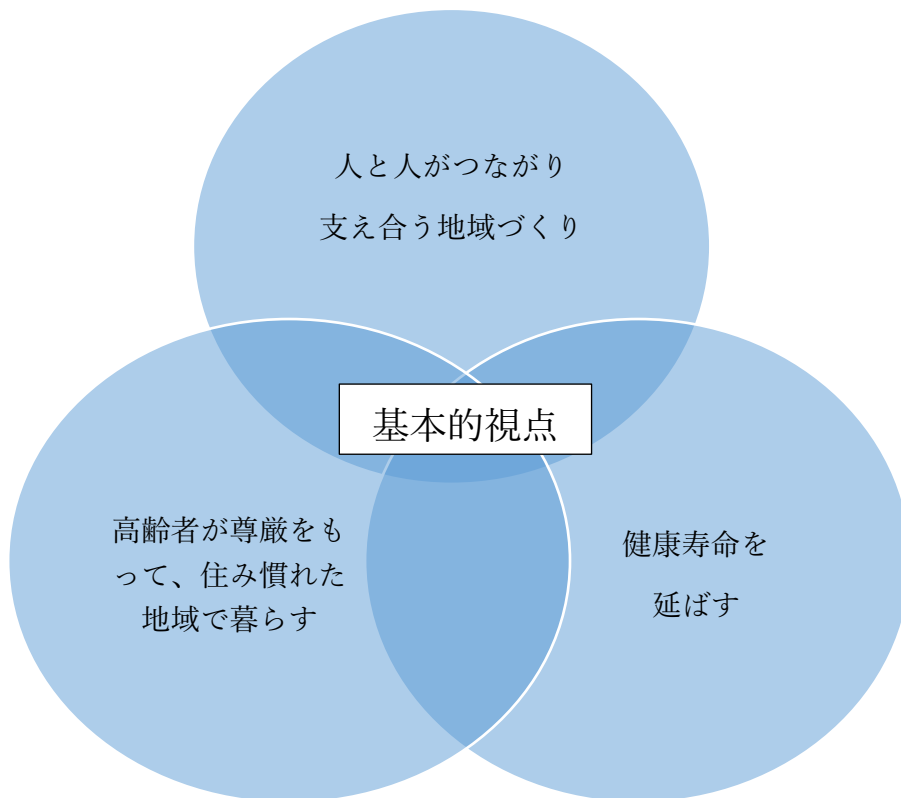 人と人がつながり
支え合う地域づくり
基本的視点
高齢者が尊厳をも
って、住み慣れた
地域で暮らす
健康寿命を
延ばす